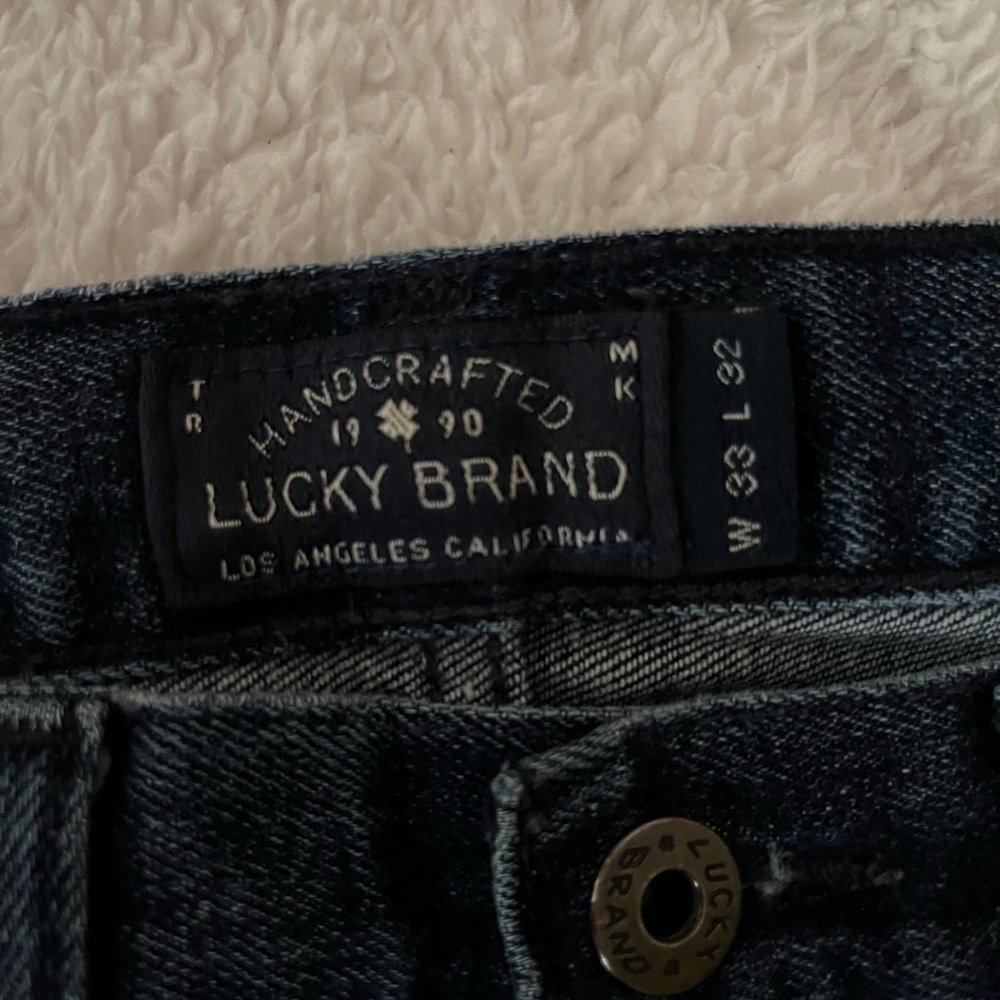 TR
HANDCRAFTED
MK
19 90
LUCKY BRAND
LOS ANGELES CALIFORNIA
W 33 L 32
LUCKY BRAND